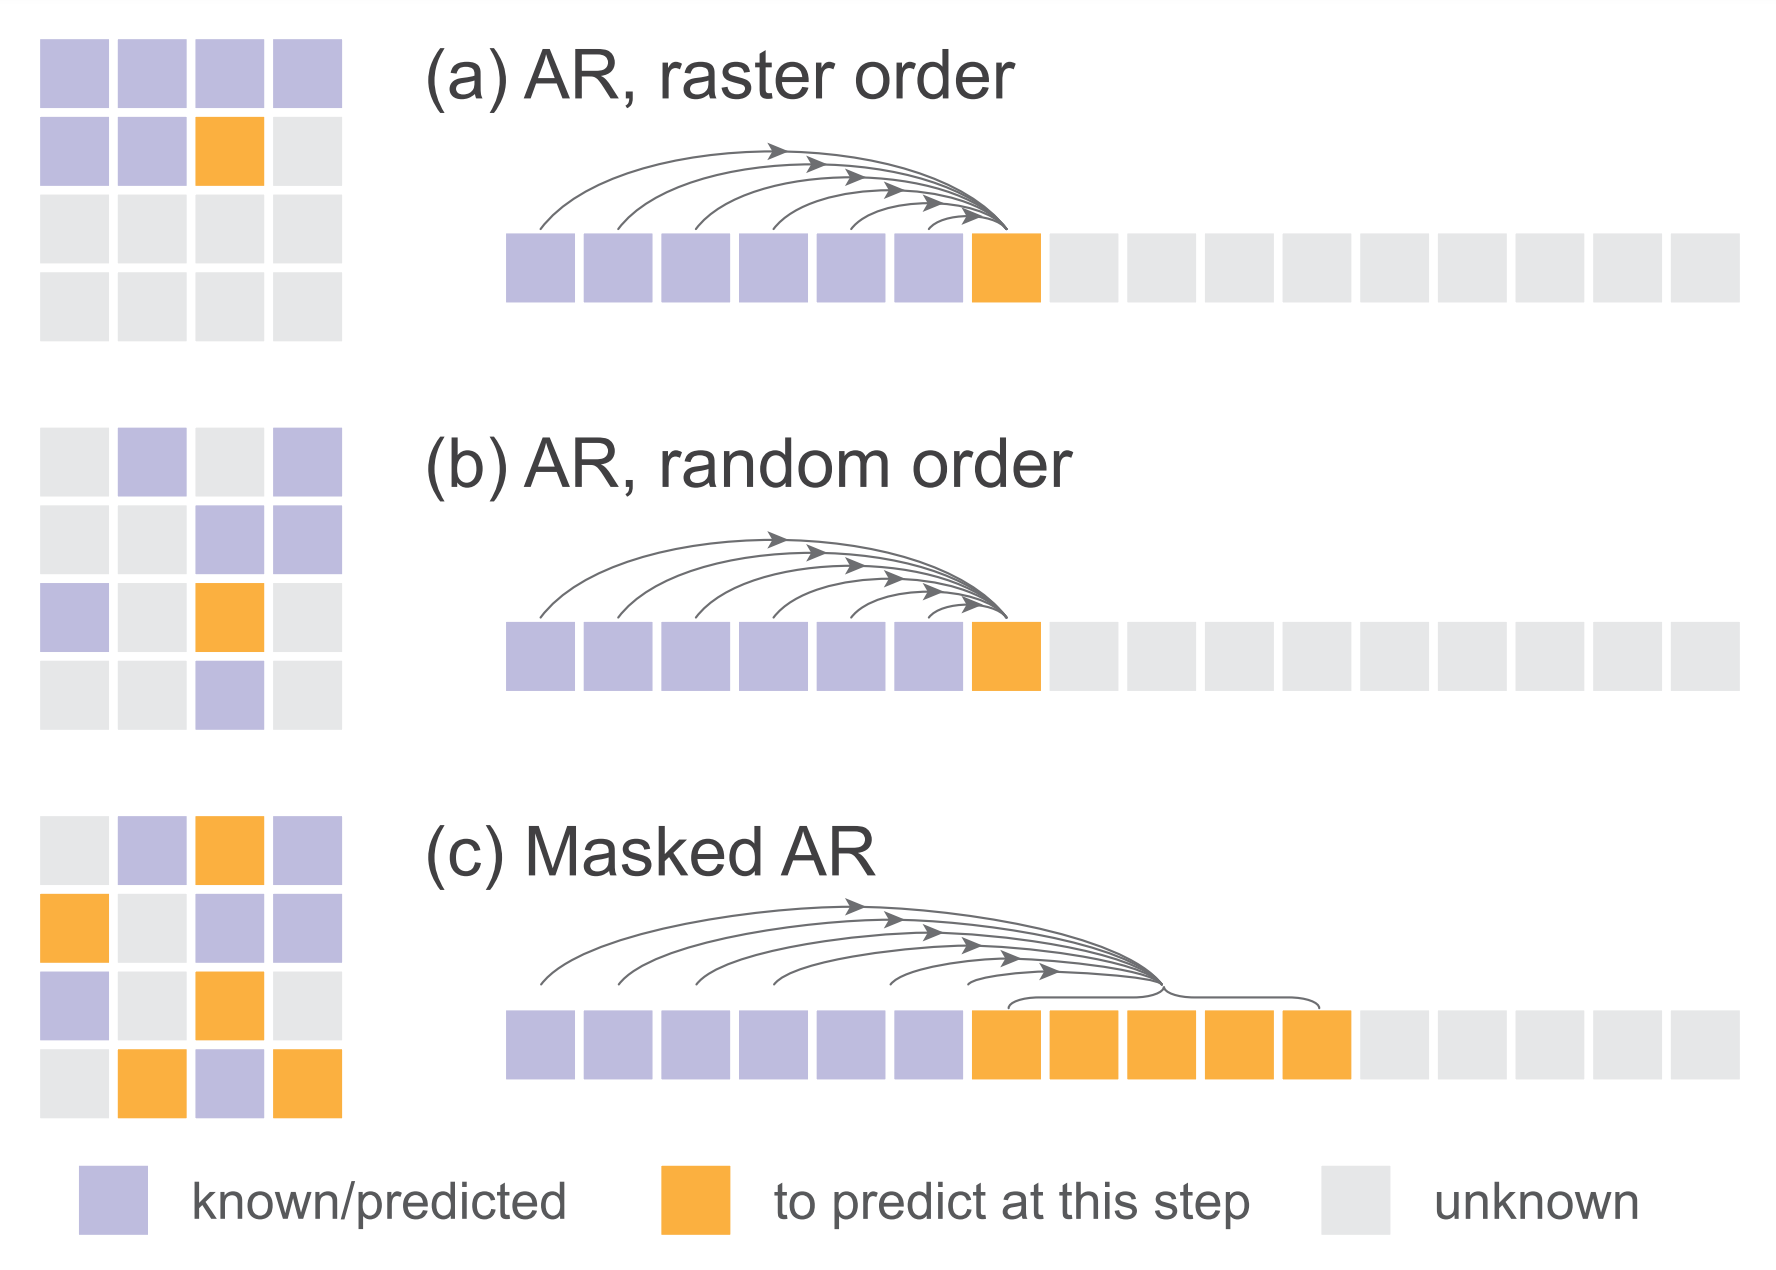 (a) AR, raster order
(b) AR, random order
(c) Masked AR
known/predicted
to predict at this step
unknown